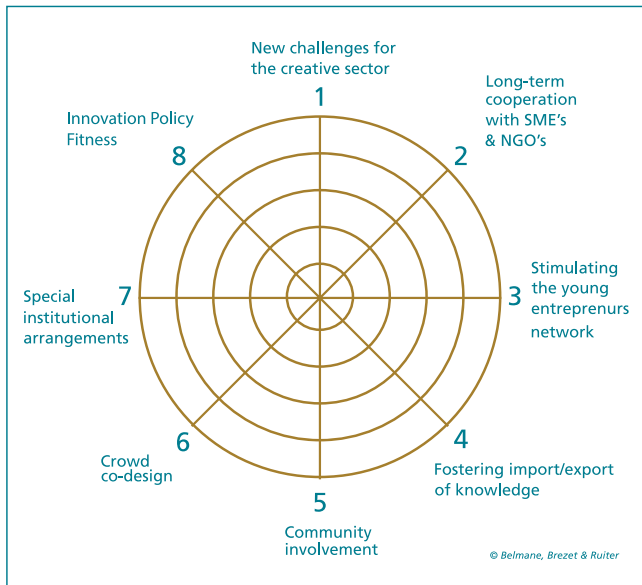 New challenges for
the creative sector
1
Long-term
cooperation
with SME's
& NGO's
2
Stimulating
the young
entreprenurs
network
3
4
Fostering import/export
of knowledge
5
Community
involvement
6
Crowd
co-design
7
Special
institutional
arrangements
Innovation Policy
Fitness
8
© Belmane, Brezet & Ruiter